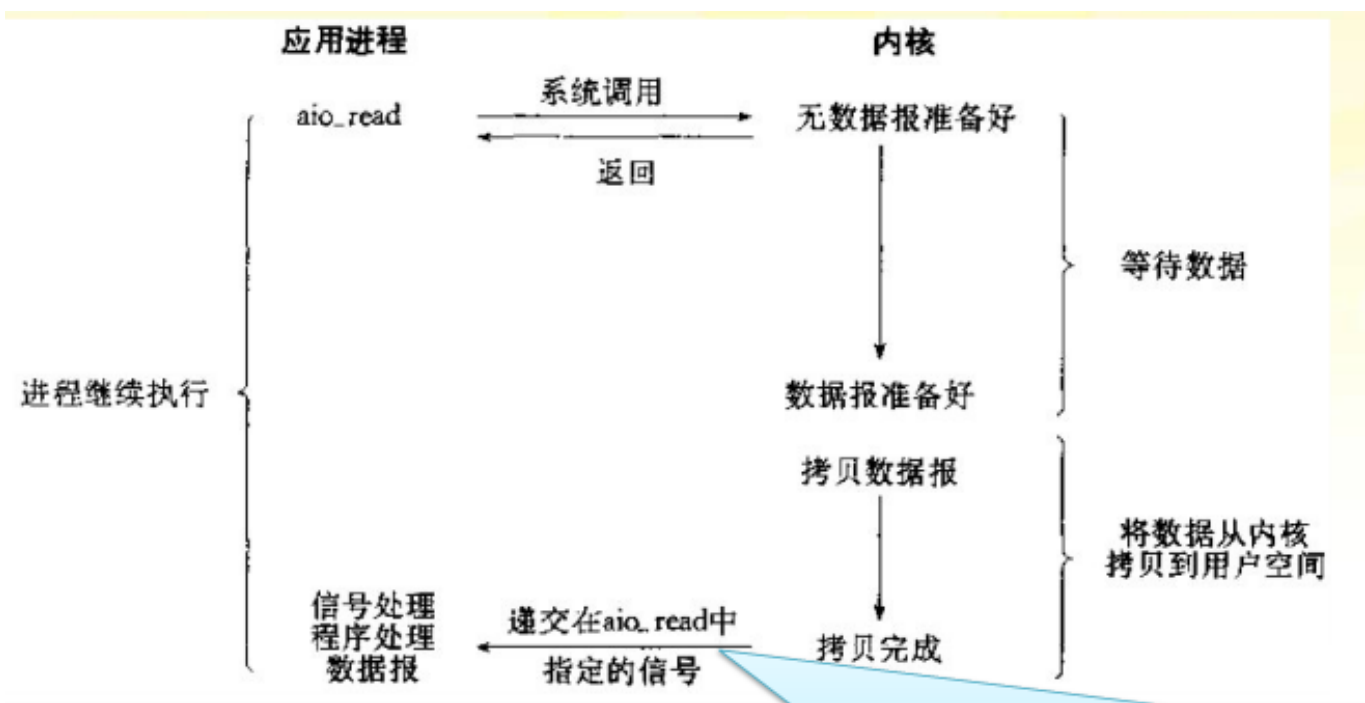 应用进程
内核
系统调用
aio_read
无数据报准备好
返回
等待数据
进程继续执行
数据报准备好
拷贝数据报
将数据从内核
拷贝到用户空间
信号处理
程序处理
数据报
递交在aio_read中
指定的信号
拷贝完成